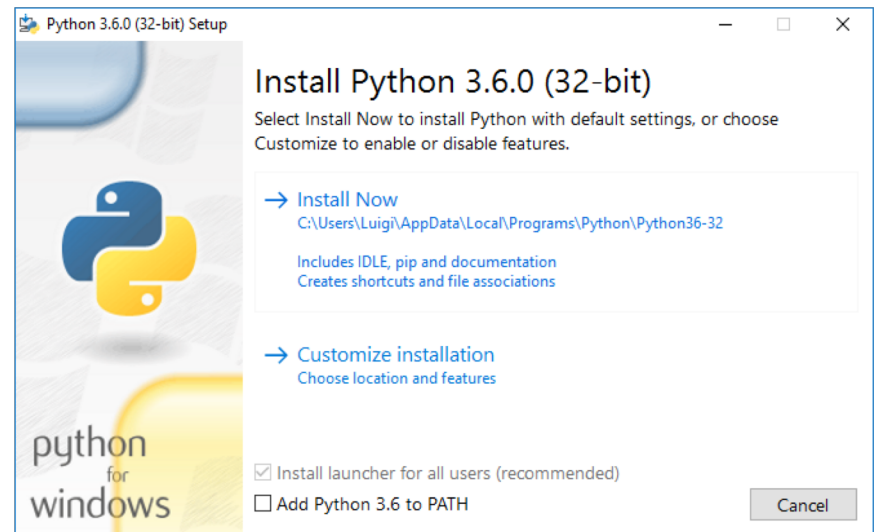 Python 3.6.0 (32-bit) Setup
Install Python 3.6.0 (32-bit)
Select Install Now to install Python with default settings, or choose
Customize to enable or disable features.
Install Now
C:\Users\Luigi\AppData\Local\Programs\Python\Python36-32
Includes IDLE, pip and documentation
Creates shortcuts and file associations
Customize installation
Choose location and features
python
for
windows
Install launcher for all users (recommended)
Add Python 3.6 to PATH
Cancel